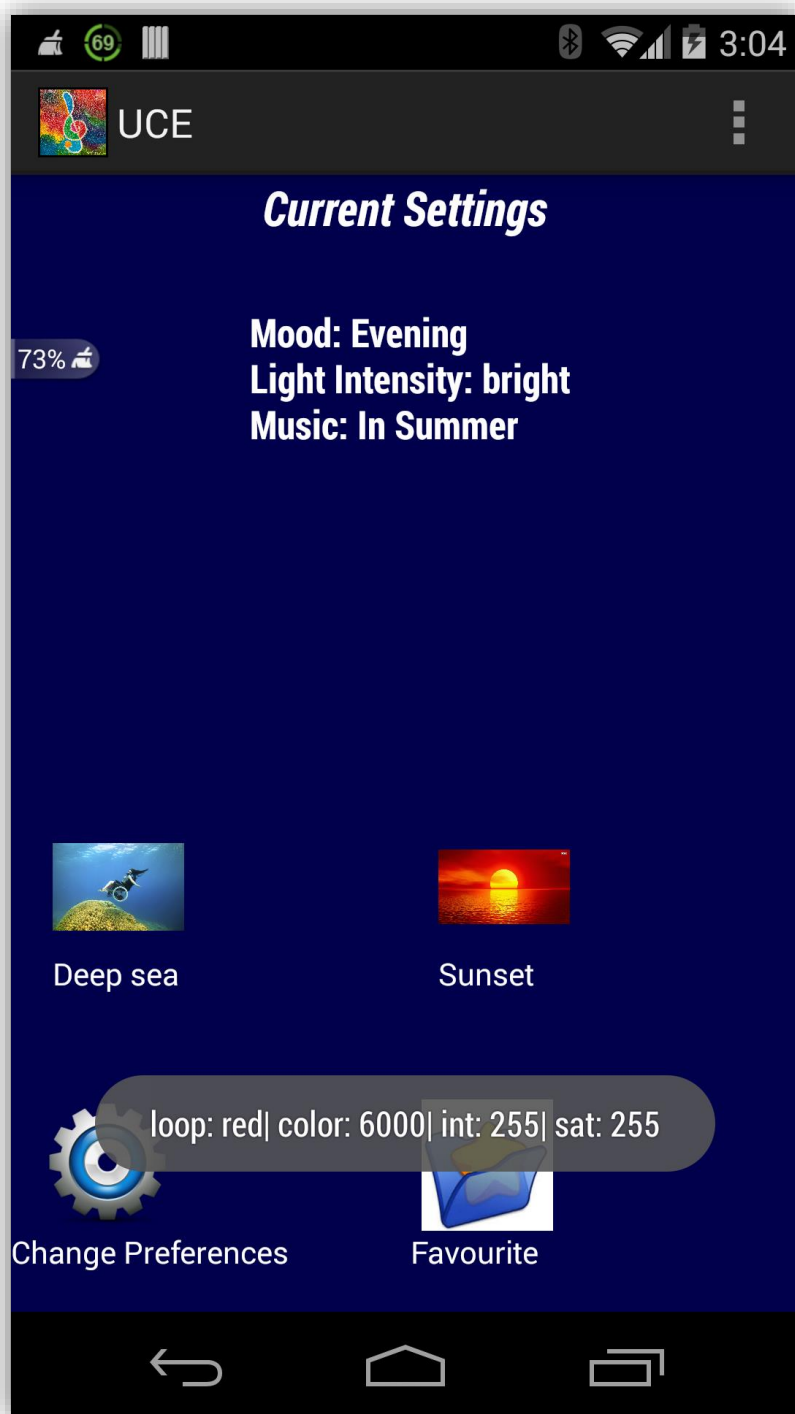 69
3:04
UCE
Current Settings
73%
Mood: Evening
Light Intensity: bright
Music: In Summer
Deep sea
Sunset
loop: red| color: 6000| int: 255| sat: 255
Change Preferences
Favourite